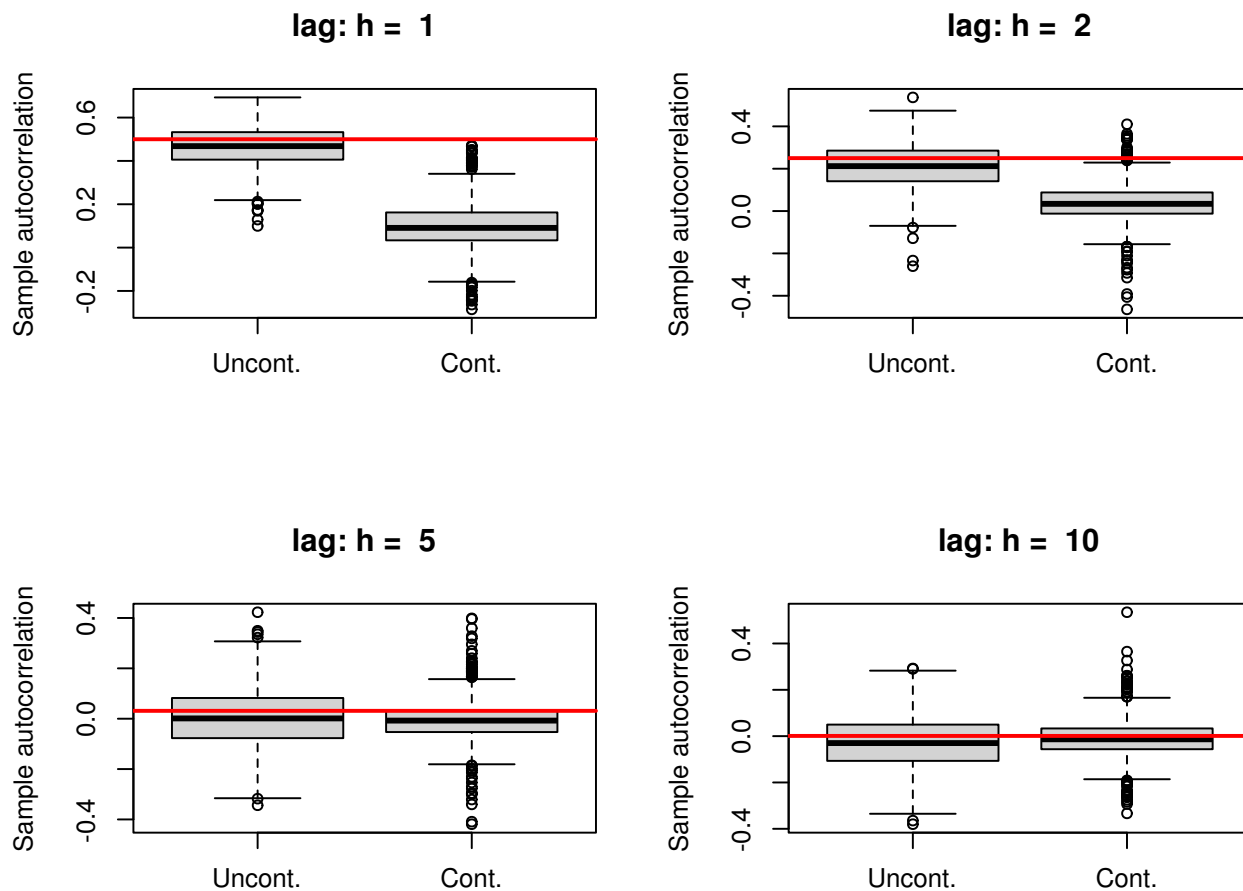 lag: h =  1
Sample autocorrelation
0.6
0.2
-0.2
Uncont.
Cont.
lag: h =  2
Sample autocorrelation
0.4
0.0
-0.4
Uncont.
Cont.
lag: h =  5
Sample autocorrelation
0.4
0.0
-0.4
Uncont.
Cont.
lag: h =  10
Sample autocorrelation
0.4
0.0
-0.4
Uncont.
Cont.